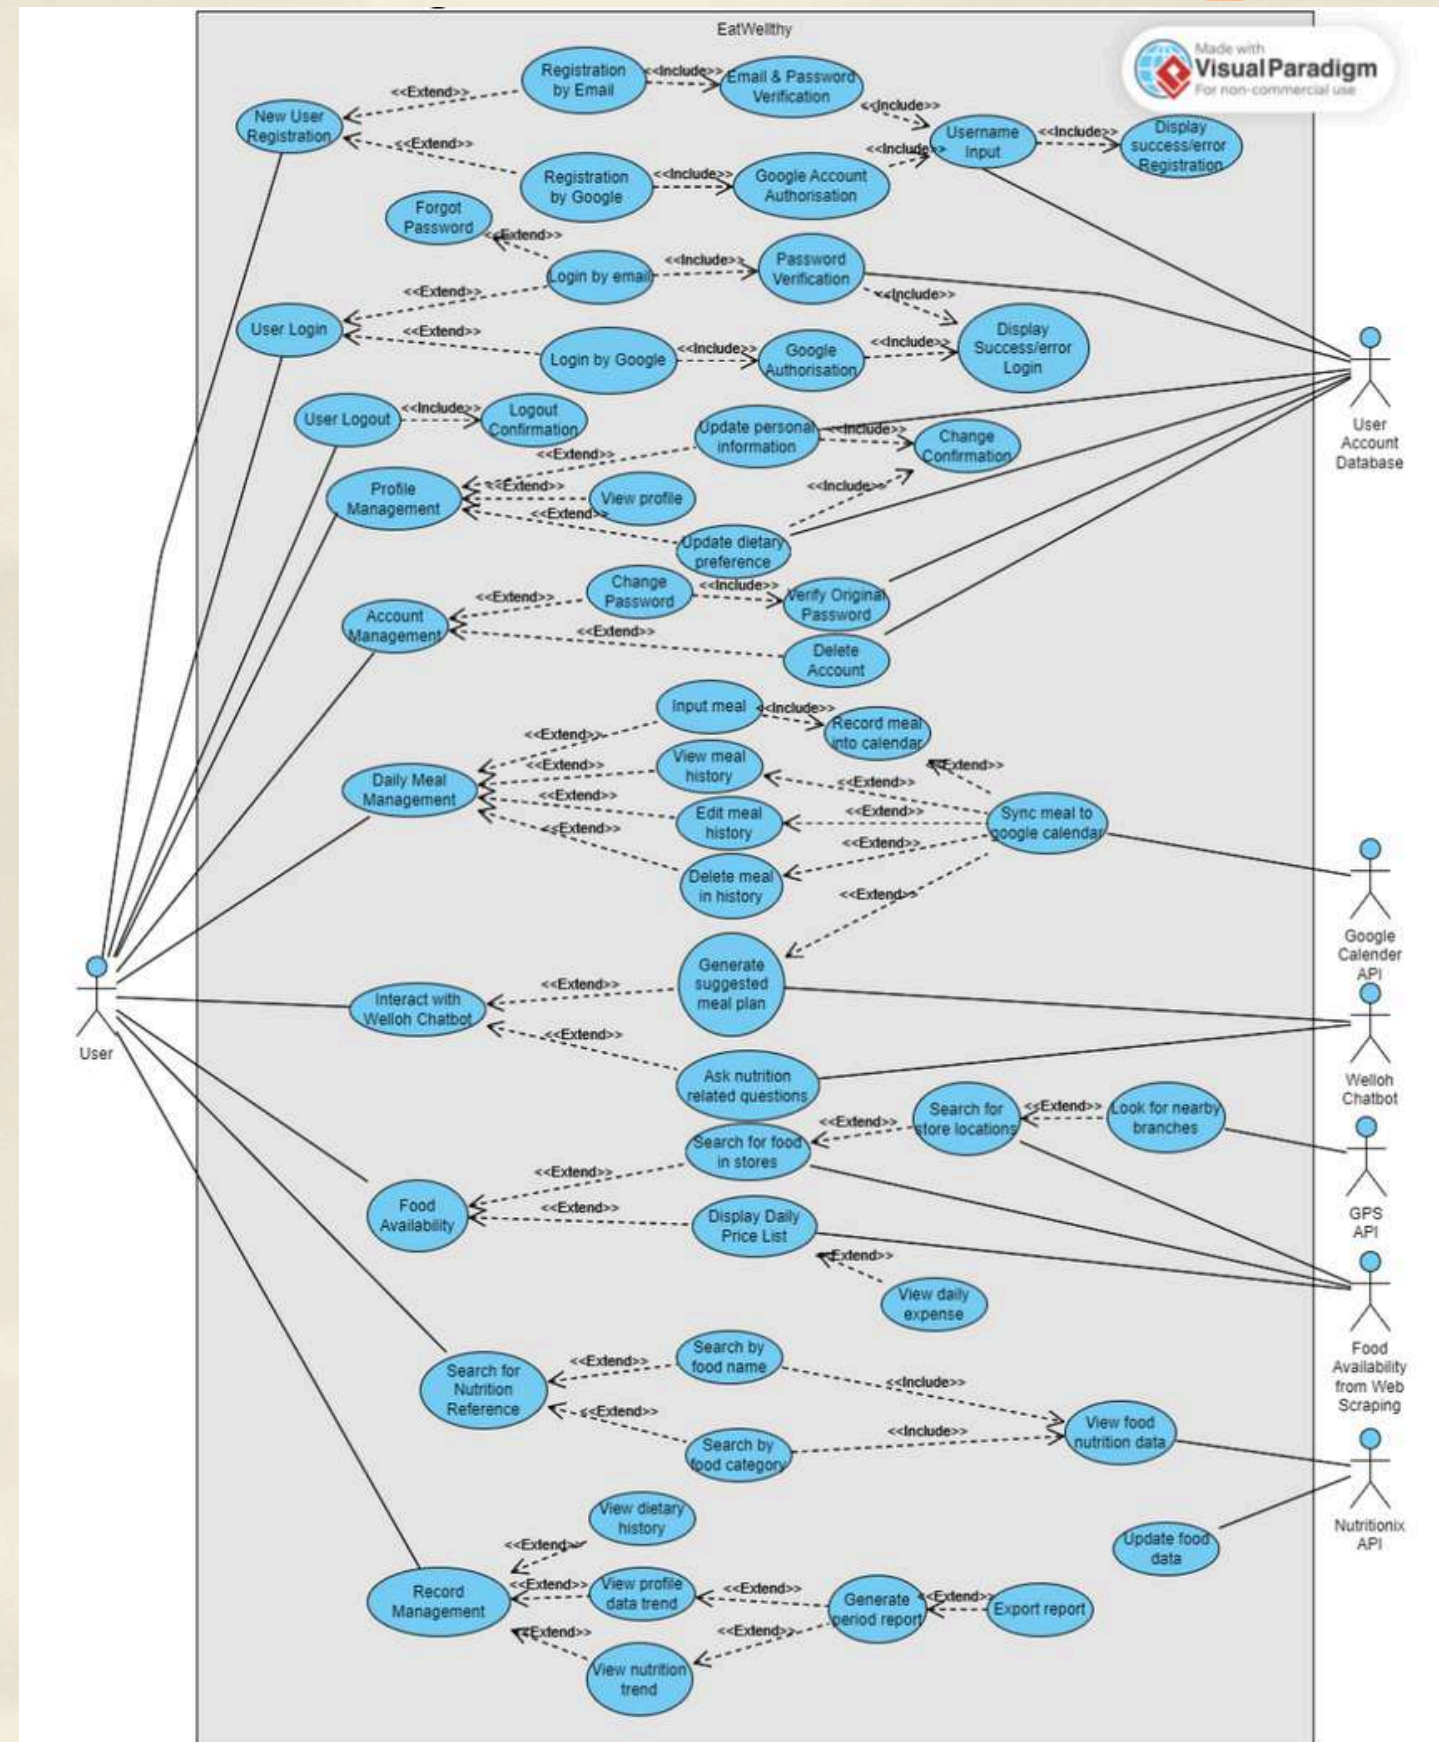 EatWellthy
Made with
Visual Paradigm
For non-commercial use
Registration
by Email
<<Include>>
Email & Password
Verification
<<Extend>>
<<Include>>
New User
Registration
Username
Input
<<Include>>
Display
success/error
Registration
<<Extend>>
<<Include>>
Registration
by Google
<<Include>>
Google Account
Authorisation
Forgot
Password
<<Extend>>
Login by email
<<Include>>
Password
Verification
<<Extend>>
<<Include>>
User Login
<<Extend>>
Login by Google
<<Include>>
Google
Authorisation
<<Include>>
Display
Success/error
Login
User Logout
<<Include>>
Logout
Confirmation
User
Account
Database
Update personal
information
<<Include>>
Change
Confirmation
<<Extend>>
Profile
Management
<<Extend>>
View profile
<<Include>>
<<Extend>>
Update dietary
preference
Change
Password
<<Include>>
Verify Original
Password
<<Extend>>
Account
Management
<<Extend>>
Delete
Account
Input meal
<<Include>>
Record meal
into calendar
<<Extend>>
View meal
history
<<Extend>>
Daily Meal
Management
<<Extend>>
<<Extend>>
<<Extend>>
Edit meal
history
<<Extend>>
Sync meal to
google calendar
<<Extend>>
<<Extend>>
Delete meal
in history
<<Extend>>
Google
Calender
API
Generate
suggested
meal plan
<<Extend>>
Interact with
Welloh Chatbot
<<Extend>>
User
Ask nutrition
related questions
Welloh
Chatbot
Search for
store locations
<<Extend>>
Look for nearby
branches
<<Extend>>
Search for food
in stores
<<Extend>>
Food
Availability
<<Extend>>
Display Daily
Price List
GPS
API
<<Extend>>
View daily
expense
Food
Availability
from Web
Scraping
Search by
food name
<<Extend>>
<<Include>>
Search for
Nutrition
Reference
<<Extend>>
<<Include>>
View food
nutrition data
Search by
food category
View dietary
history
Nutritionix
API
Update food
data
<<Extend>>
Record
Management
<<Extend>>
View profile
data trend
<<Extend>>
Generate
period report
<<Extend>>
Export report
<<Extend>>
<<Extend>>
View nutrition
trend